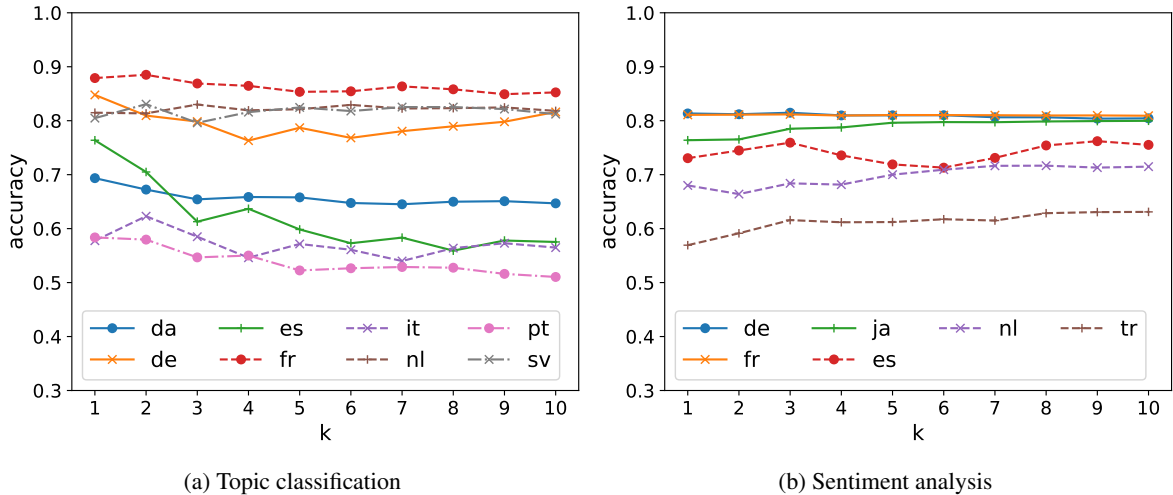 1.0
0.9
0.8
0.7
0.6
0.5
0.4
0.3
accuracy
da es it pt
de fr nl sv
1 2 3 4 5 6 7 8 9 10
k
(a) Topic classification
1.0
0.9
0.8
0.7
0.6
0.5
0.4
0.3
accuracy
de ja nl tr
fr es
1 2 3 4 5 6 7 8 9 10
k
(b) Sentiment analysis